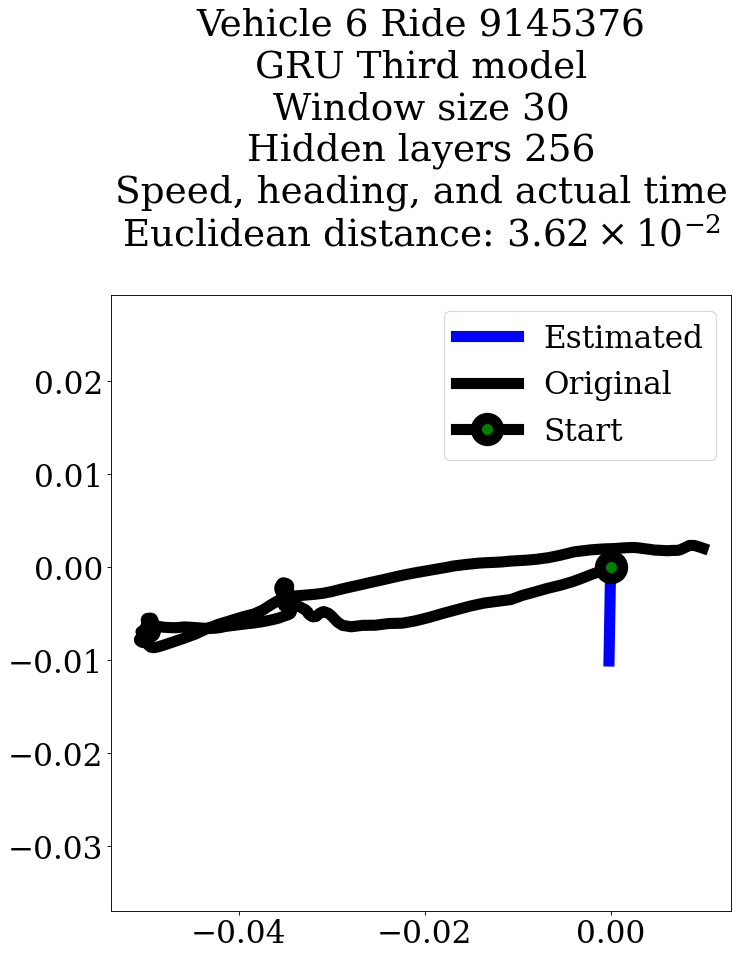 Vehicle 6 Ride 9145376
GRU Third model
Window size 30
Hidden layers 256
Speed, heading, and actual time
Euclidean distance: 3.62 × 10⁻²
Estimated
Original
Start
0.02
0.01
0.00
−0.01
−0.02
−0.03
−0.04
−0.02
0.00